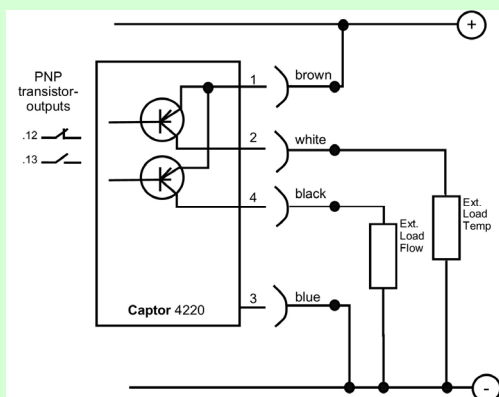 PNP
transistor-
outputs
.12
.13
1
brown
2
white
4
black
3
blue
Captor 4220
Ext.
Load
Flow
Ext.
Load
Temp
+
-